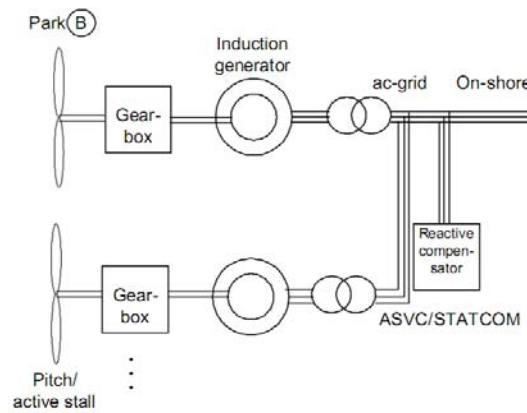 Park B
Induction
generator
ac-grid On-shore
Gear-
box
Reactive
compen-
sator
Gear-
box
ASVC/STATCOM
Pitch/
active stall